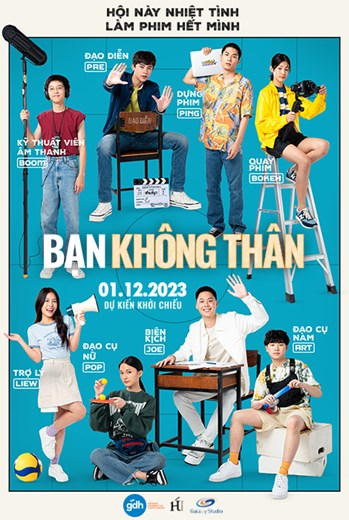 HỘI NÀY NHIỆT TÌNH
LÀM PHIM HẾT MÌNH
ĐẠO DIỄN
PRE
DỰNG
PHIM
PING
KỸ THUẬT VIÊN
ÂM THANH
BOOM
ĐẠO DIỄN
QUAY
PHIM
BOKEH
BẠN KHÔNG THÂN
01.12.2023
DỰ KIẾN KHỞI CHIẾU
TRỢ LÝ
LIEW
ĐẠO CỤ
NỮ
POP
BIÊN
KỊCH
JOE
ĐẠO CỤ
NAM
ART
gdh
Galaxy Studio